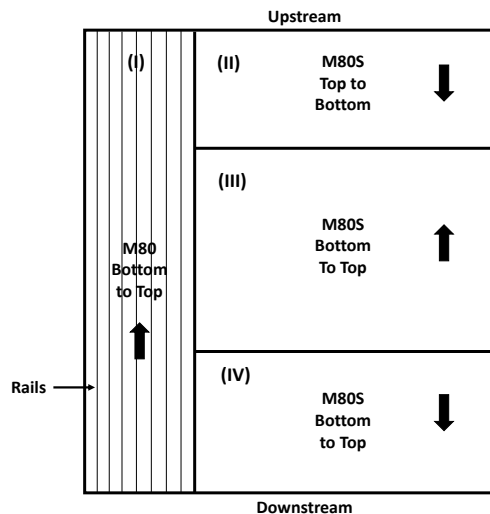 Upstream
(I)
(II)
M80S
Top to
Bottom
(III)
M80S
Bottom
To Top
M80
Bottom
to Top
Rails
(IV)
M80S
Bottom
to Top
Downstream